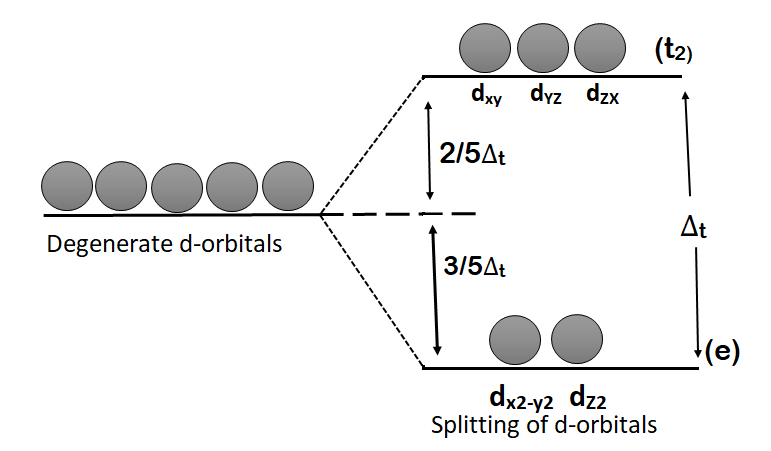 (t2)
dxy dYZ dZX
2/5Δt
Degenerate d-orbitals
Δt
3/5Δt
(e)
dx2-y2 dZ2
Splitting of d-orbitals